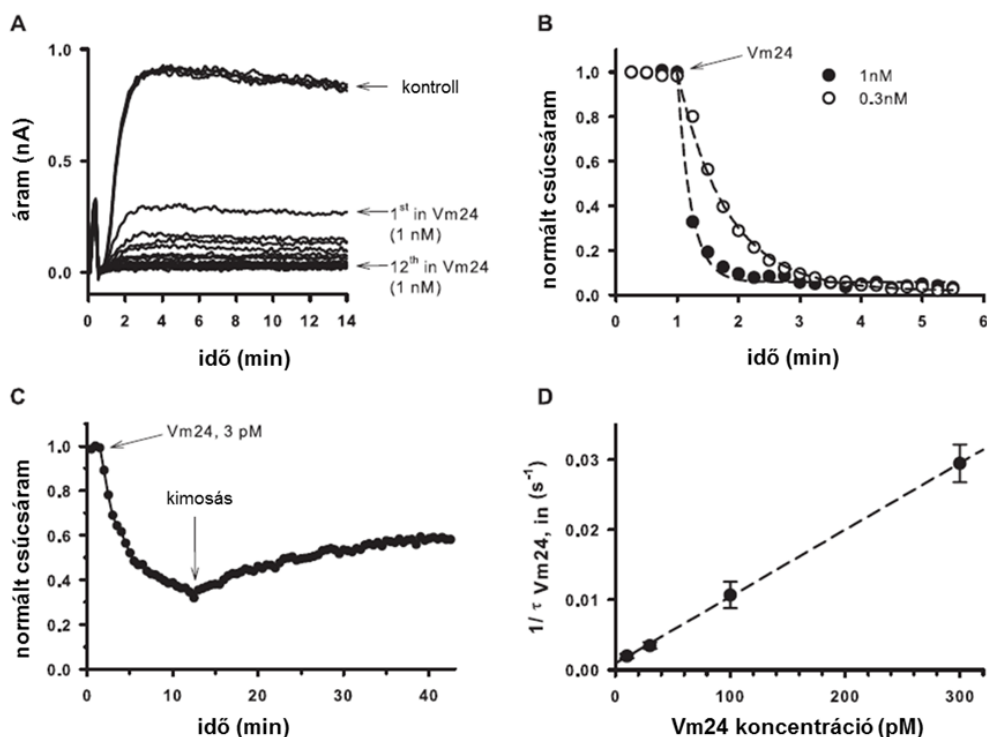 A
áram (nA)
1.0
0.5
0.0
kontroll
1st in Vm24
(1 nM)
12th in Vm24
(1 nM)
0 2 4 6 8 10 12 14
idő (min)
B
normált csúcsáram
1.0
0.8
0.6
0.4
0.2
0.0
Vm24
1nM
0.3nM
0 1 2 3 4 5 6
idő (min)
C
normált csúcsáram
1.0
0.8
0.6
0.4
0.2
0.0
Vm24, 3 pM
kimosás
0 10 20 30 40
idő (min)
D
1/ τ Vm24, in (s-1)
0.03
0.02
0.01
0.00
0 100 200 300
Vm24 koncentráció (pM)